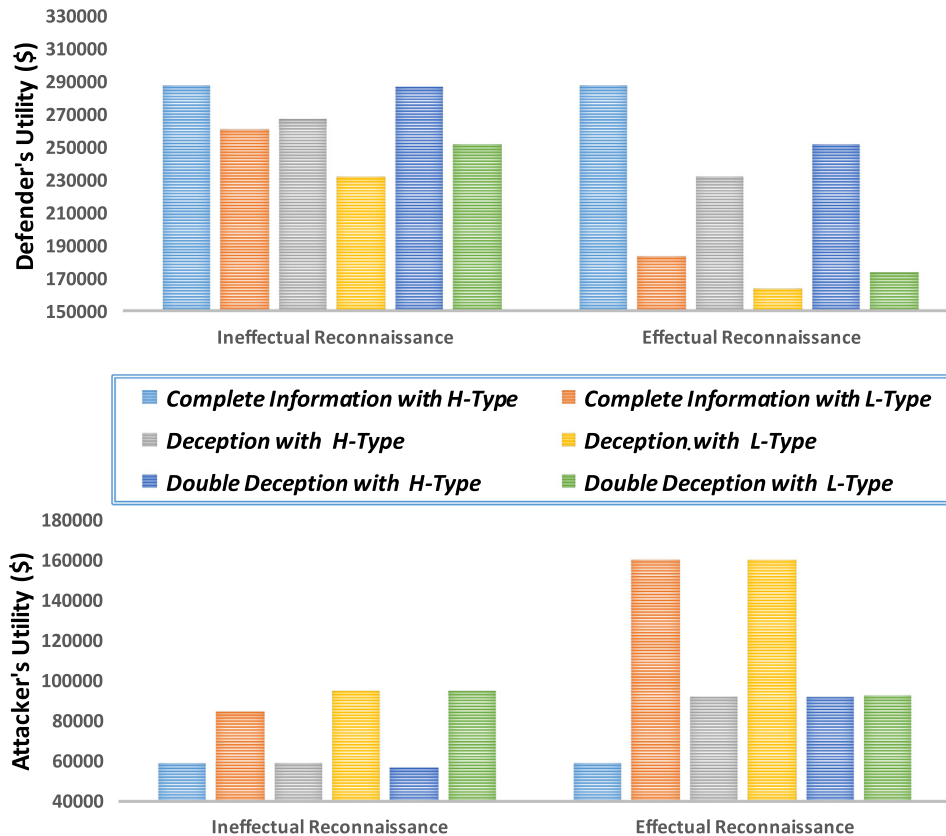 Defender's Utility ($)
330000
310000
290000
270000
250000
230000
210000
190000
170000
150000
Ineffectual Reconnaissance
Effectual Reconnaissance
Complete Information with H-Type
Complete Information with L-Type
Deception with H-Type
Deception.with L-Type
Double Deception with H-Type
Double Deception with L-Type
Attacker's Utility ($)
180000
160000
140000
120000
100000
80000
60000
40000
Ineffectual Reconnaissance
Effectual Reconnaissance